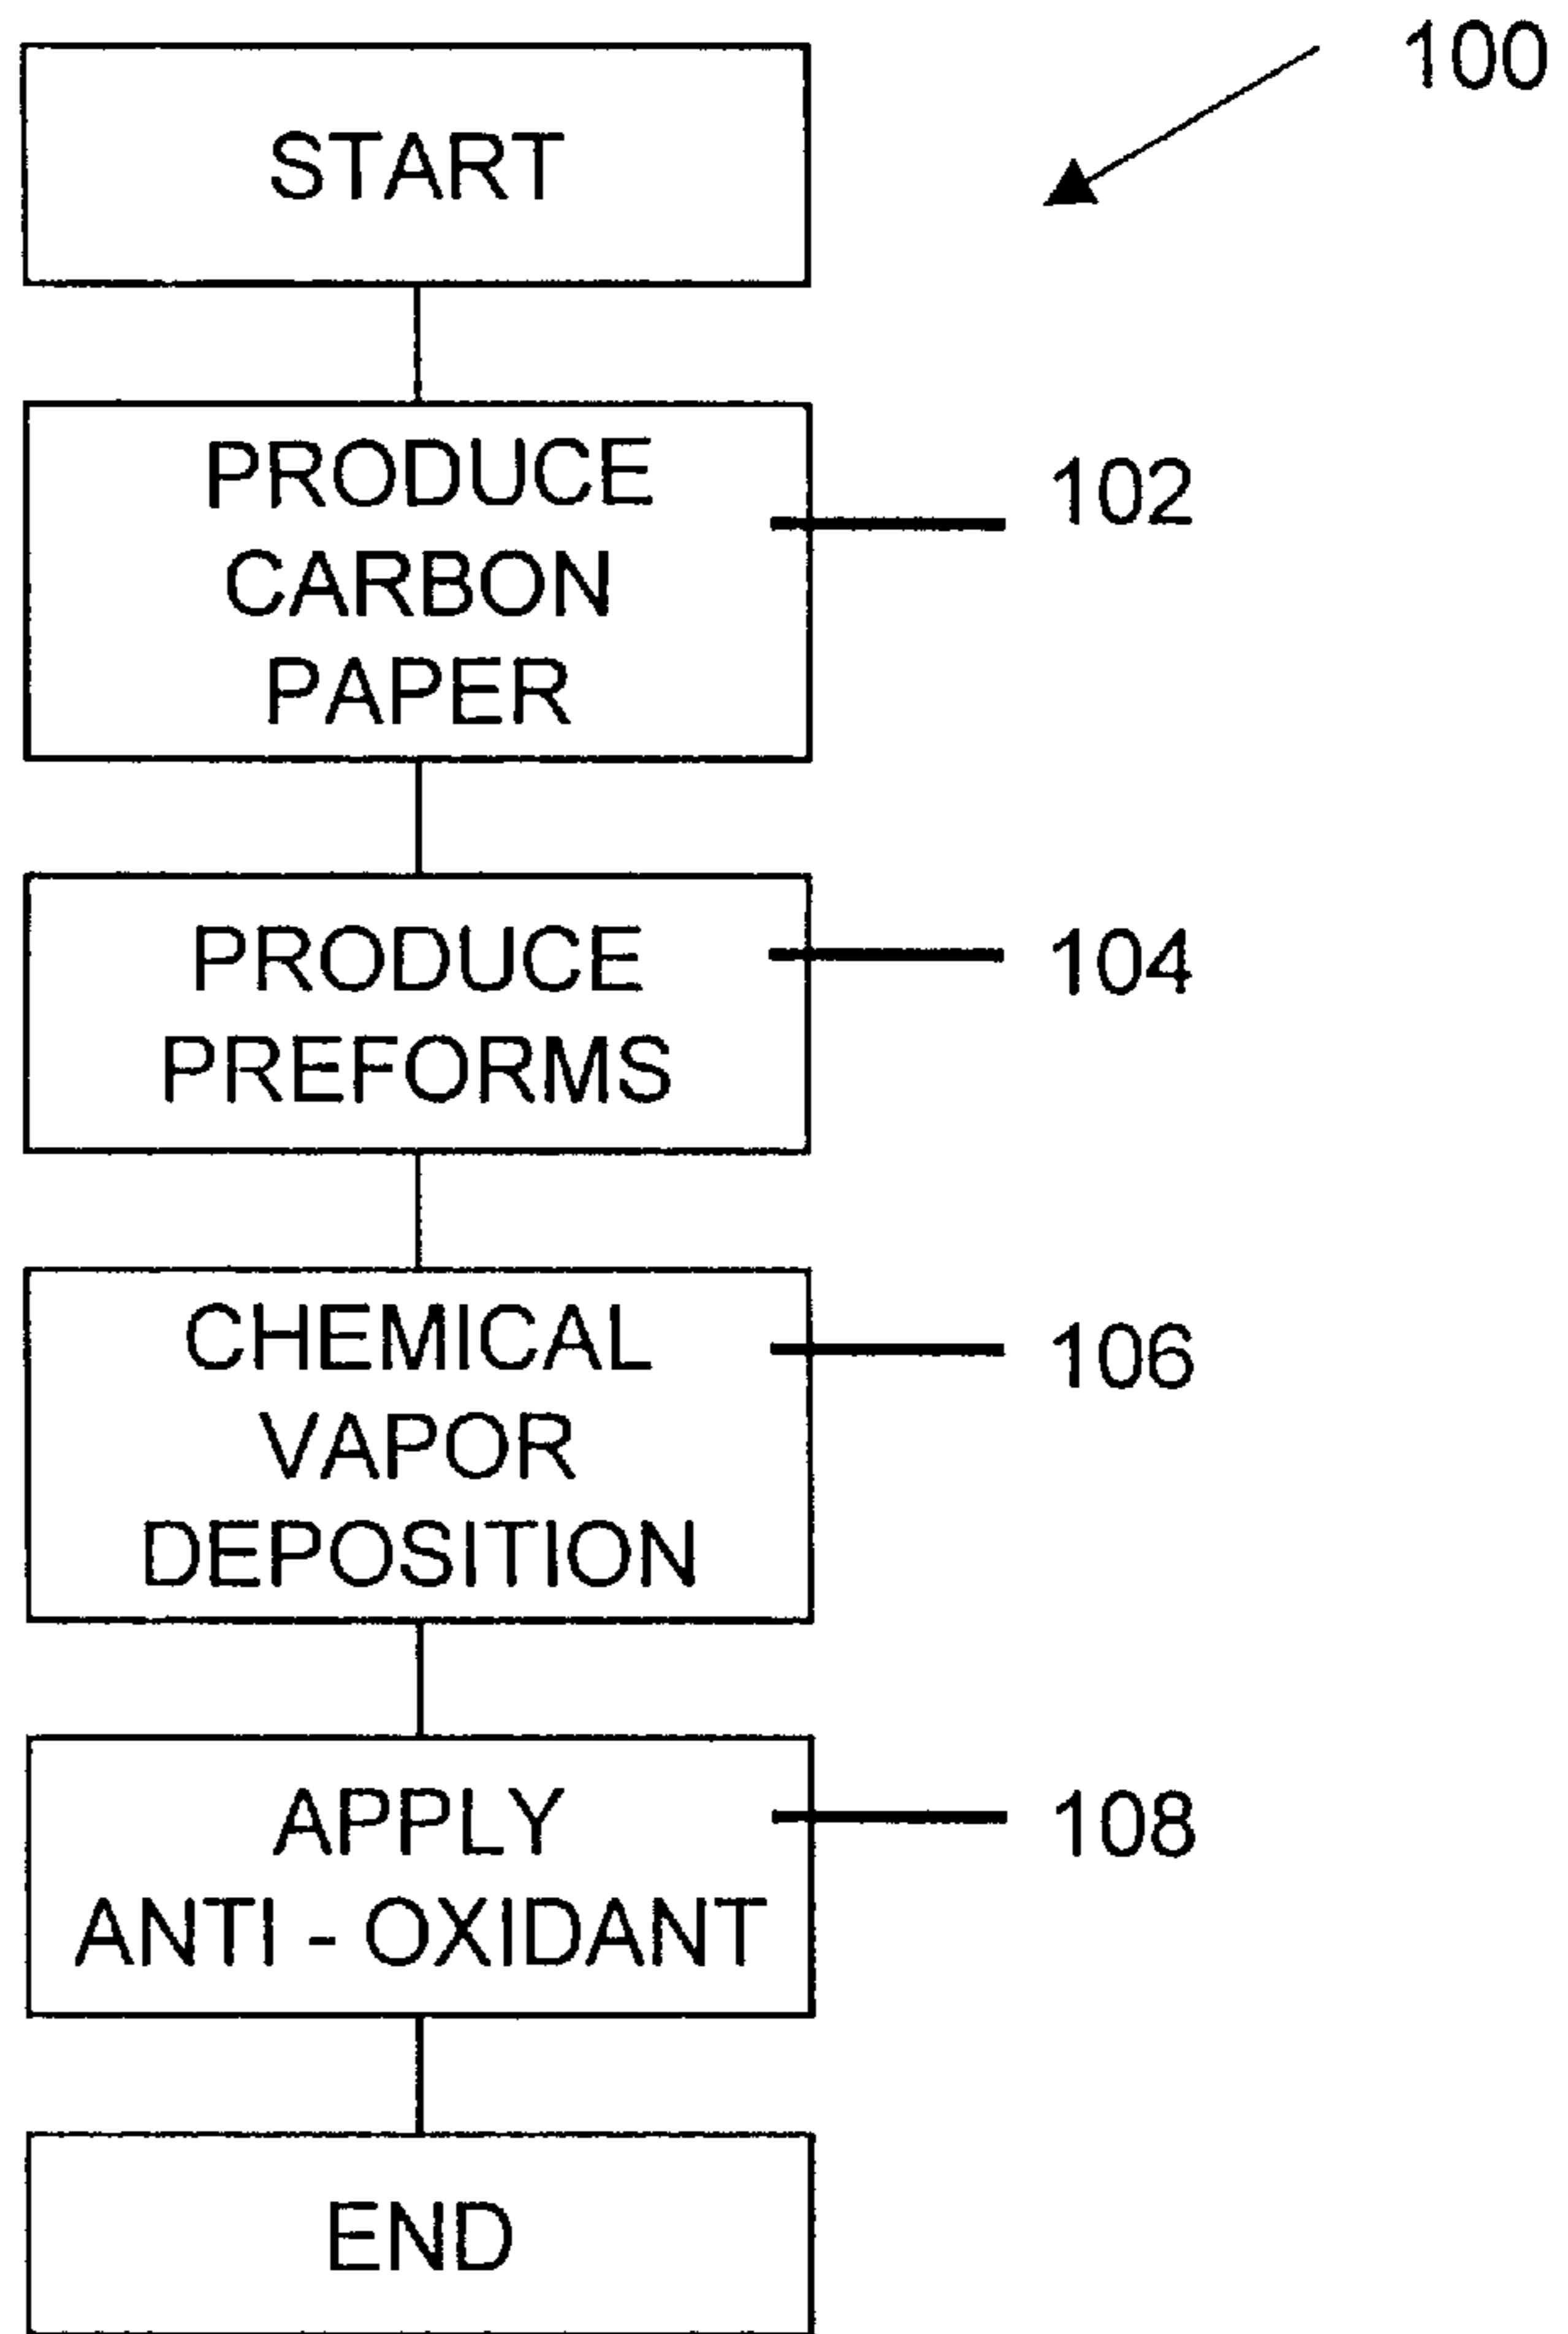 100
START
PRODUCE
CARBON
PAPER
102
PRODUCE
PREFORMS
104
CHEMICAL
VAPOR
DEPOSITION
106
APPLY
ANTI - OXIDANT
108
END